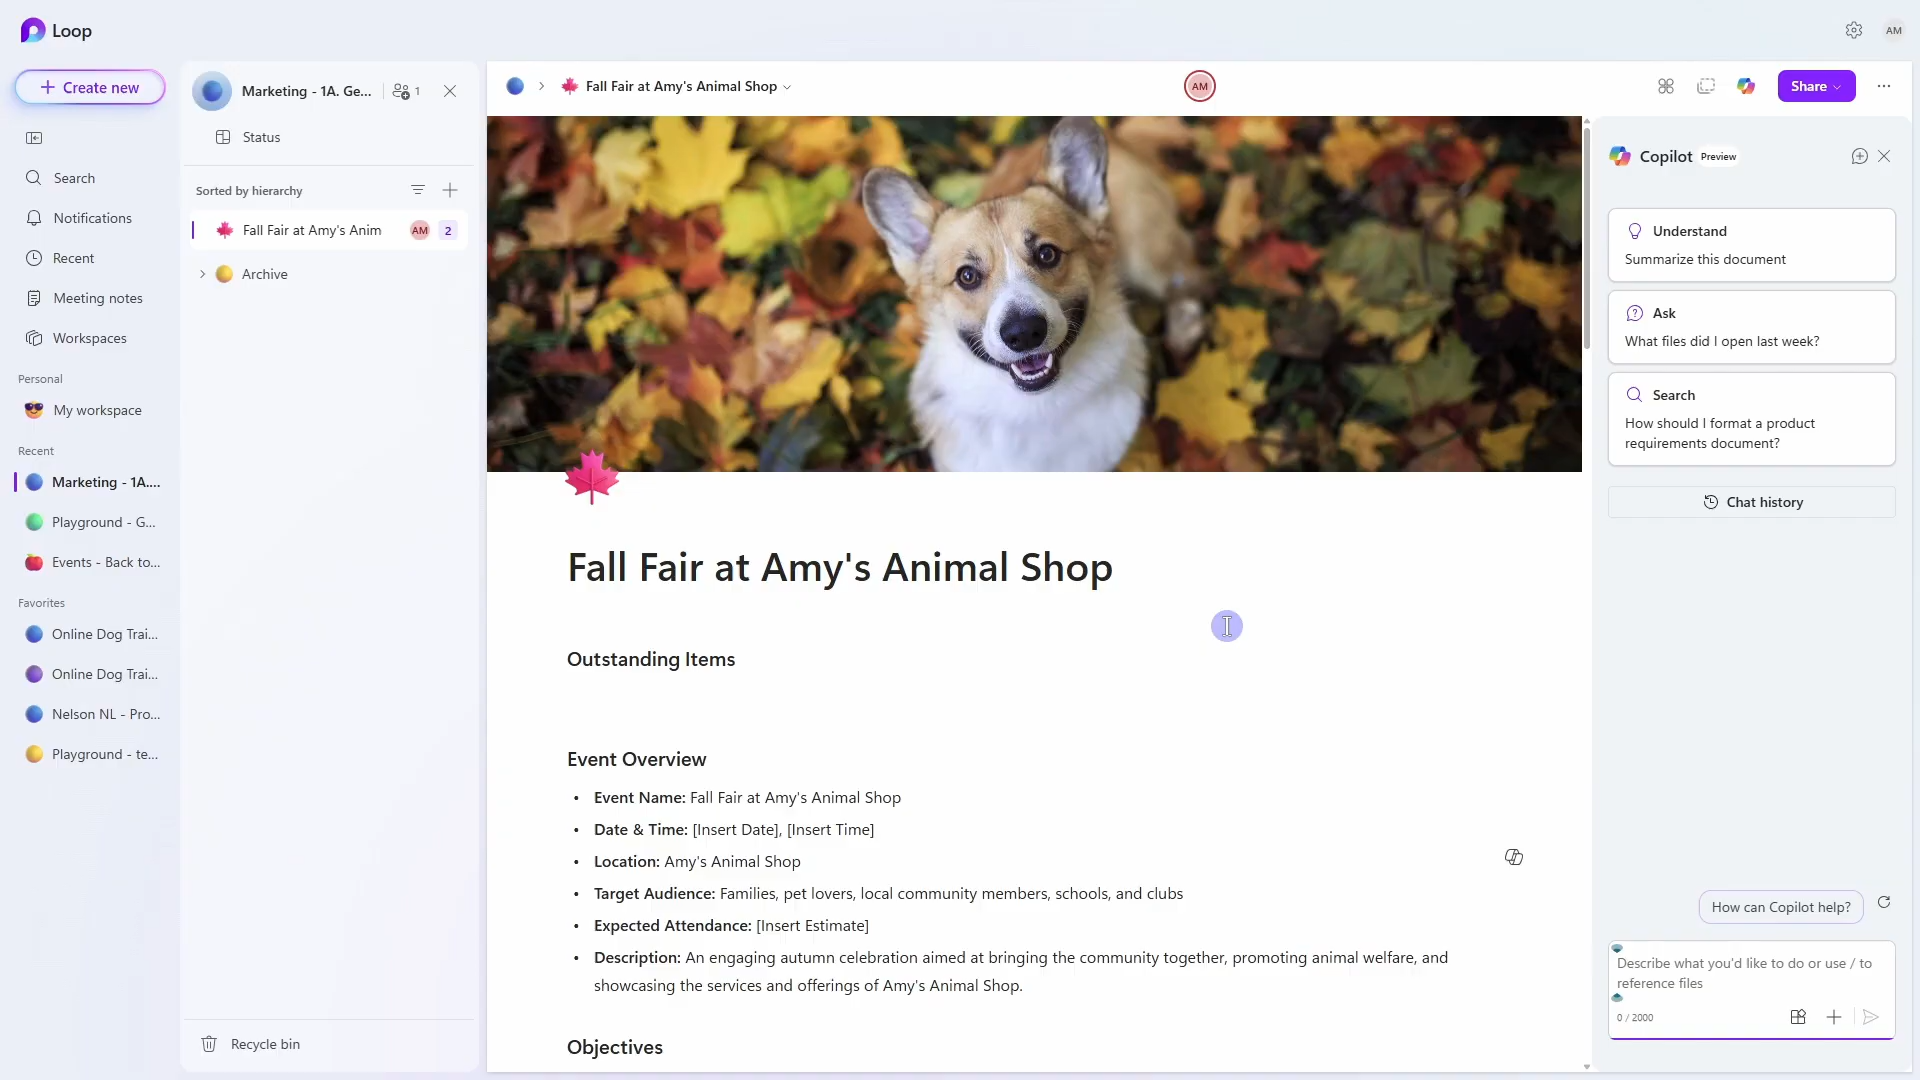 Loop
AM
Create new
Search
Notifications
Recent
Meeting notes
Workspaces
Personal
My workspace
Recent
Marketing - 1A....
Playground - G...
Events - Back to...
Favorites
Online Dog Trai...
Online Dog Trai...
Nelson NL - Pro...
Playground - te...
Marketing - 1A. Ge...
1
Status
Sorted by hierarchy
Fall Fair at Amy's Anim
AM
2
Archive
Recycle bin
Fall Fair at Amy's Animal Shop
AM
Share
Fall Fair at Amy's Animal Shop
Outstanding Items
Event Overview
• Event Name: Fall Fair at Amy's Animal Shop
• Date & Time: [Insert Date], [Insert Time]
• Location: Amy's Animal Shop
• Target Audience: Families, pet lovers, local community members, schools, and clubs
• Expected Attendance: [Insert Estimate]
• Description: An engaging autumn celebration aimed at bringing the community together, promoting animal welfare, and
showcasing the services and offerings of Amy's Animal Shop.
Objectives
Copilot Preview
Understand
Summarize this document
Ask
What files did I open last week?
Search
How should I format a product
requirements document?
Chat history
How can Copilot help?
Describe what you'd like to do or use / to
reference files
0 / 2000